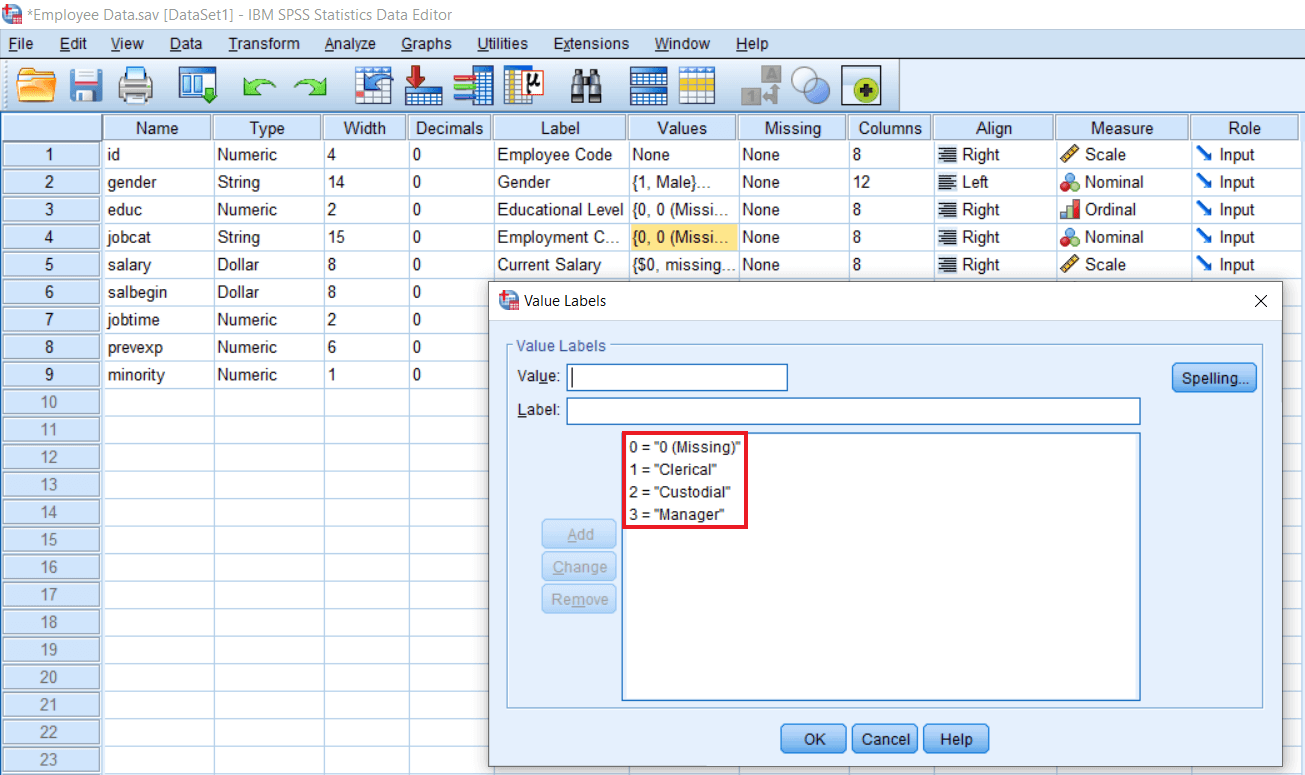 *Employee Data.sav [DataSet1] - IBM SPSS Statistics Data Editor
File Edit View Data Transform Analyze Graphs Utilities Extensions Window Help
μ
A
1
Name Type Width Decimals Label Values Missing Columns Align Measure Role
1 id Numeric 4 0 Employee Code None None 8 Right Scale Input
2 gender String 14 0 Gender {1, Male}... None 12 Left Nominal Input
3 educ Numeric 2 0 Educational Level {0, 0 (Missi... None 8 Right Ordinal Input
4 jobcat String 15 0 Employment C... {0, 0 (Missi... None 8 Right Nominal Input
5 salary Dollar 8 0 Current Salary {$0, missing... None 8 Right Scale Input
6 salbegin Dollar 8 0
7 jobtime Numeric 2 0
8 prevexp Numeric 6 0
9 minority Numeric 1 0
10
11
12
13
14
15
16
17
18
19
20
21
22
23
Value Labels
Value Labels
Value:
Spelling...
Label:
0 = "0 (Missing)"
1 = "Clerical"
2 = "Custodial"
3 = "Manager"
Add
Change
Remove
OK Cancel Help